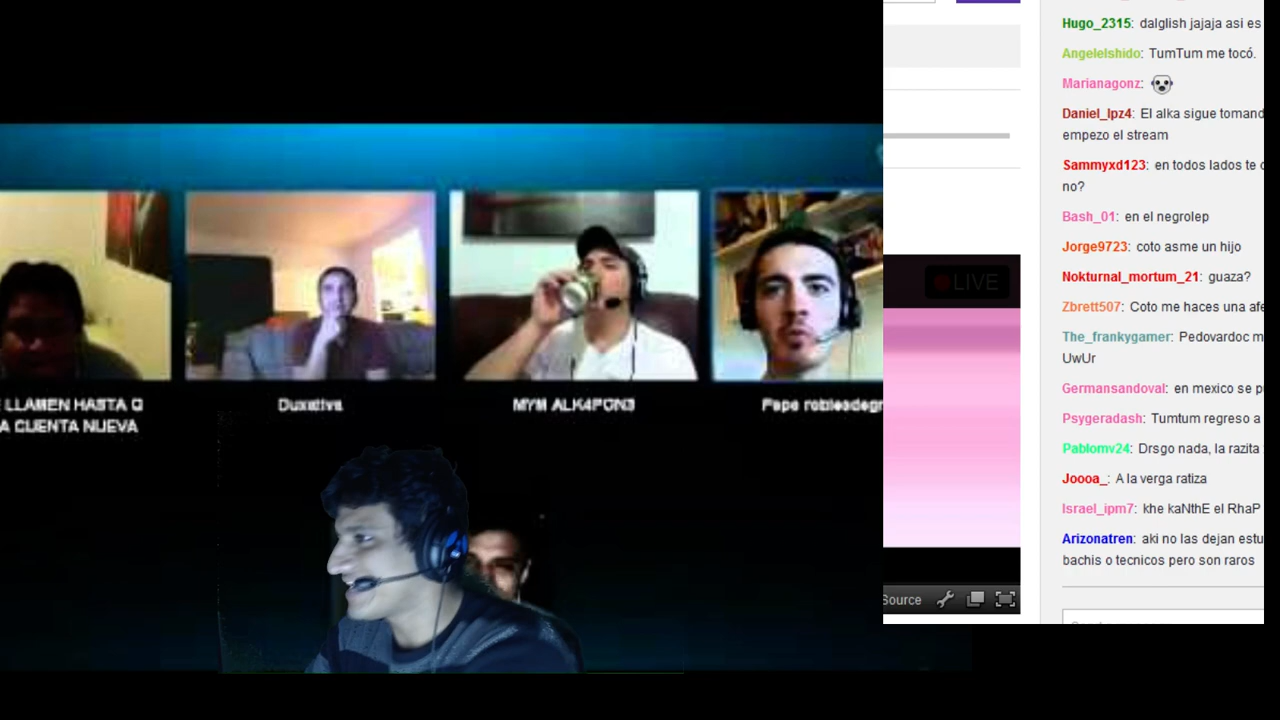 LLAMEN HASTA Q
A CUENTA NUEVA
Duxativa
MYM ALK4PON3
Pepe roblesdegr
LIVE
Source
Hugo_2315: dalglish jajaja asi es
Angelelshido: TumTum me tocó.
Marianagonz:
Daniel_lpz4: El alka sigue tomand
empezo el stream
Sammyxd123: en todos lados te
no?
Bash_01: en el negrolep
Jorge9723: coto asme un hijo
Nokturnal_mortum_21: guaza?
Zbrett507: Coto me haces una afe
The_frankygamer: Pedovardoc m
UwUr
Germansandoval: en mexico se p
Psygeradash: Tumtum regreso a
Pablomv24: Drsgo nada, la razita
Joooa_: A la verga ratiza
Israel_ipm7: khe kaNthE el RhaP
Arizonatren: aki no las dejan estu
bachis o tecnicos pero son raros